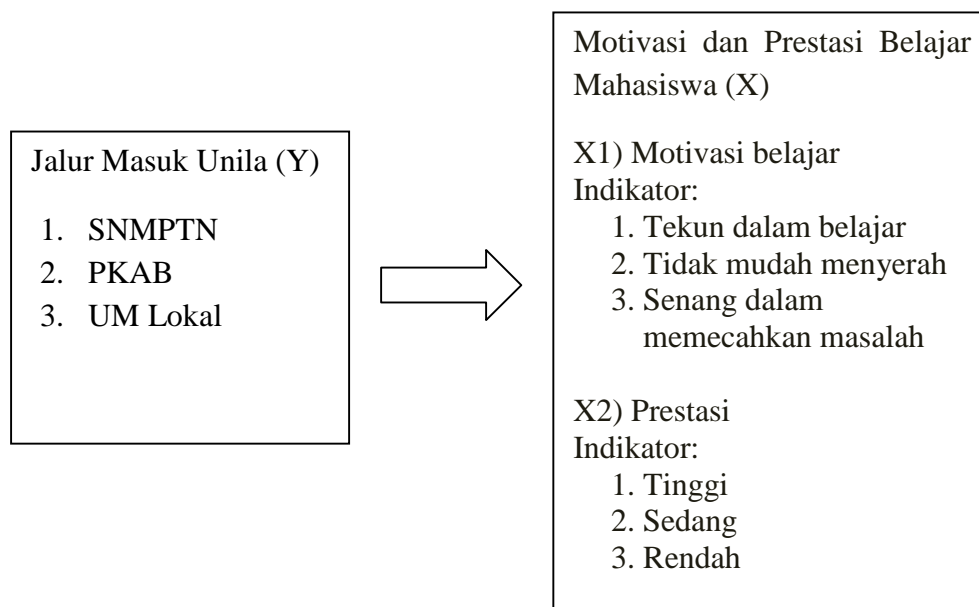 Jalur Masuk Unila (Y)
1. SNMPTN
2. PKAB
3. UM Lokal
Motivasi dan Prestasi Belajar
Mahasiswa (X)
X1) Motivasi belajar
Indikator:
1. Tekun dalam belajar
2. Tidak mudah menyerah
3. Senang dalam
memecahkan masalah
X2) Prestasi
Indikator:
1. Tinggi
2. Sedang
3. Rendah